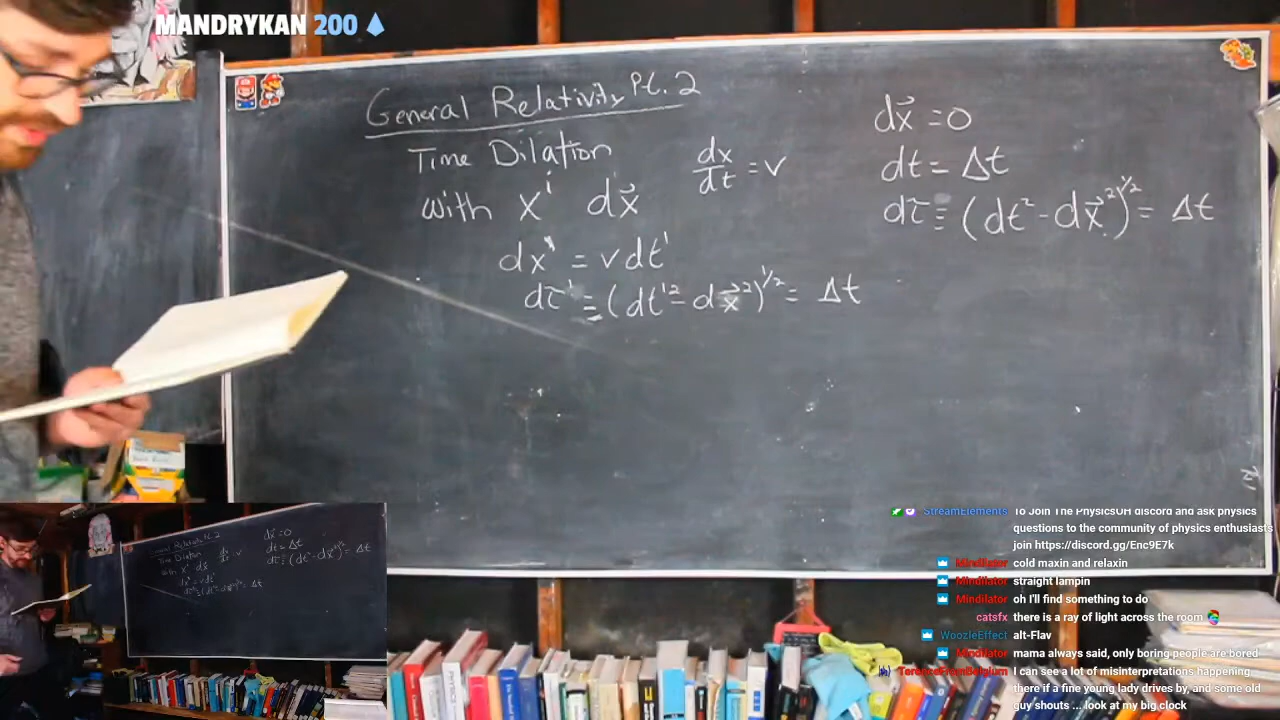 MANDRYKAN 200
General Relativity Pt. 2
Time Dilation
dx/dt = v
with xⁱ dx⃗
dx' = vdt'
dτ' ≡ (dt'² - dx⃗'²)^1/2 = Δt
dx⃗ = 0
dt = Δt
dτ ≡ (dt² - dx⃗²)^1/2 = Δt
StreamElements To Join The PhysicsOH discord and ask physics
questions to the community of physics enthusiasts
join https://discord.gg/Enc9E7k
Mindilator cold maxin and relaxin
Mindilator straight lampin
Mindilator oh I'll find something to do
catsfx there is a ray of light across the room
WoozleEffect alt-Flav
Mindilator mama always said, only boring people are bored
I can see a lot of misinterpretations happening
there if a fine young lady drives by, and some old
guy shouts ... look at my big clock